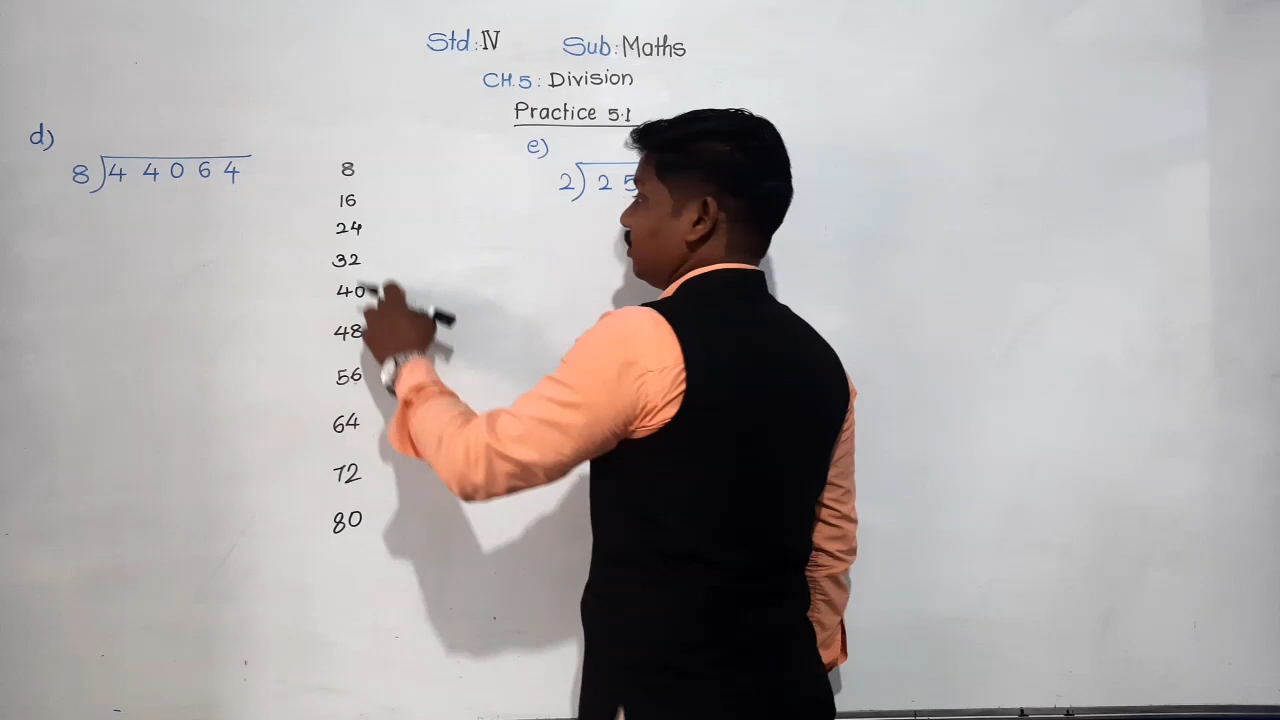 Std.: IV Sub: Maths
CH.5: Division
Practice 5.1
d)
8) 4 4 0 6 4
8
16
24
32
40
48
56
64
72
80
e)
2) 2 5